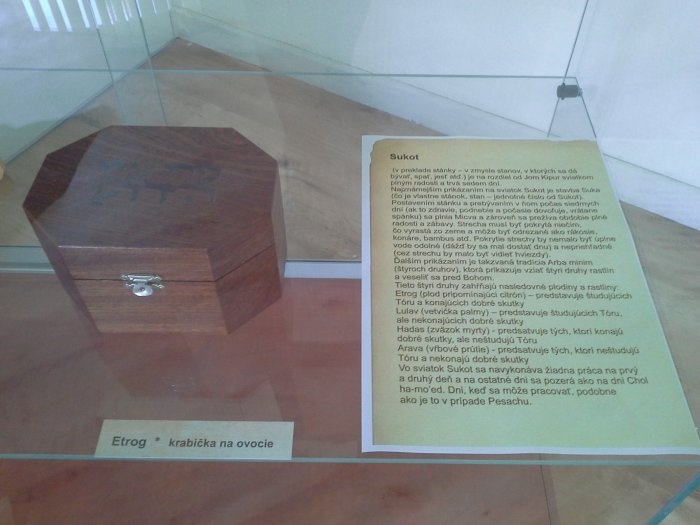 Sukot
(v preklade stánky – v zmysle stanov, v ktorých sa dá
bývať, spať, jesť atď.) je na rozdiel od Jom Kipur sviatkom
plným radosti a trvá sedem dní.
Najznámejším prikázaním na sviatok Sukot je stavba Suka
(čo je vlastne stánok, stan – jednotné číslo od Sukot).
Postavením stánku a prebývaním v ňom počas siedmych
dní (ak to zdravie, podnebie a počasie dovoľuje, vrátane
spánku) sa plnia Micva a zároveň sa prežíva obdobie plné
radosti a zábavy. Strecha musí byť pokrytá niečím,
čo vyrastá zo zeme a môže byť odrezané ako rákosie,
konáre, bambus atď. Pokrytie strechy by nemalo byť úplne
vode odolné (dážď by sa mal dostať dnu) a nepriesľhadné
(cez strechu by malo byť vidieť hviezdy).
Ďalším prikázaním je takzvaná tradícia Arba minim
(štyroch druhov), ktorá prikazuje vziať štyri druhy rastlín
a veseliť sa pred Bohom.
Tieto štyri druhy zahŕňajú nasledovné plodiny a rastliny:
Etrog (plod pripomínajúci citrón) – predstavuje študujúcich
Tóru a konajúcich dobré skutky
Lulav (vetvička palmy) – predstavuje študujúcich Tóru,
ale nekonajúcich dobré skutky
Hadas (zväzok myrty) - predsatvuje tých, ktorí konajú
dobré skutky, ale neštudujú Tóru
Arava (vŕbové prútie) - predsatvuje tých, ktorí neštudujú
Tóru a nekonajú dobré skutky
Vo sviatok Sukot sa navykonáva žiadna práca na prvý
a druhý deň a na ostatné dni sa pozerá ako na dni Chol
ha-mo'ed. Dni, keď sa môže pracovať, podobne
ako je to v prípade Pesachu.
Etrog * krabička na ovocie